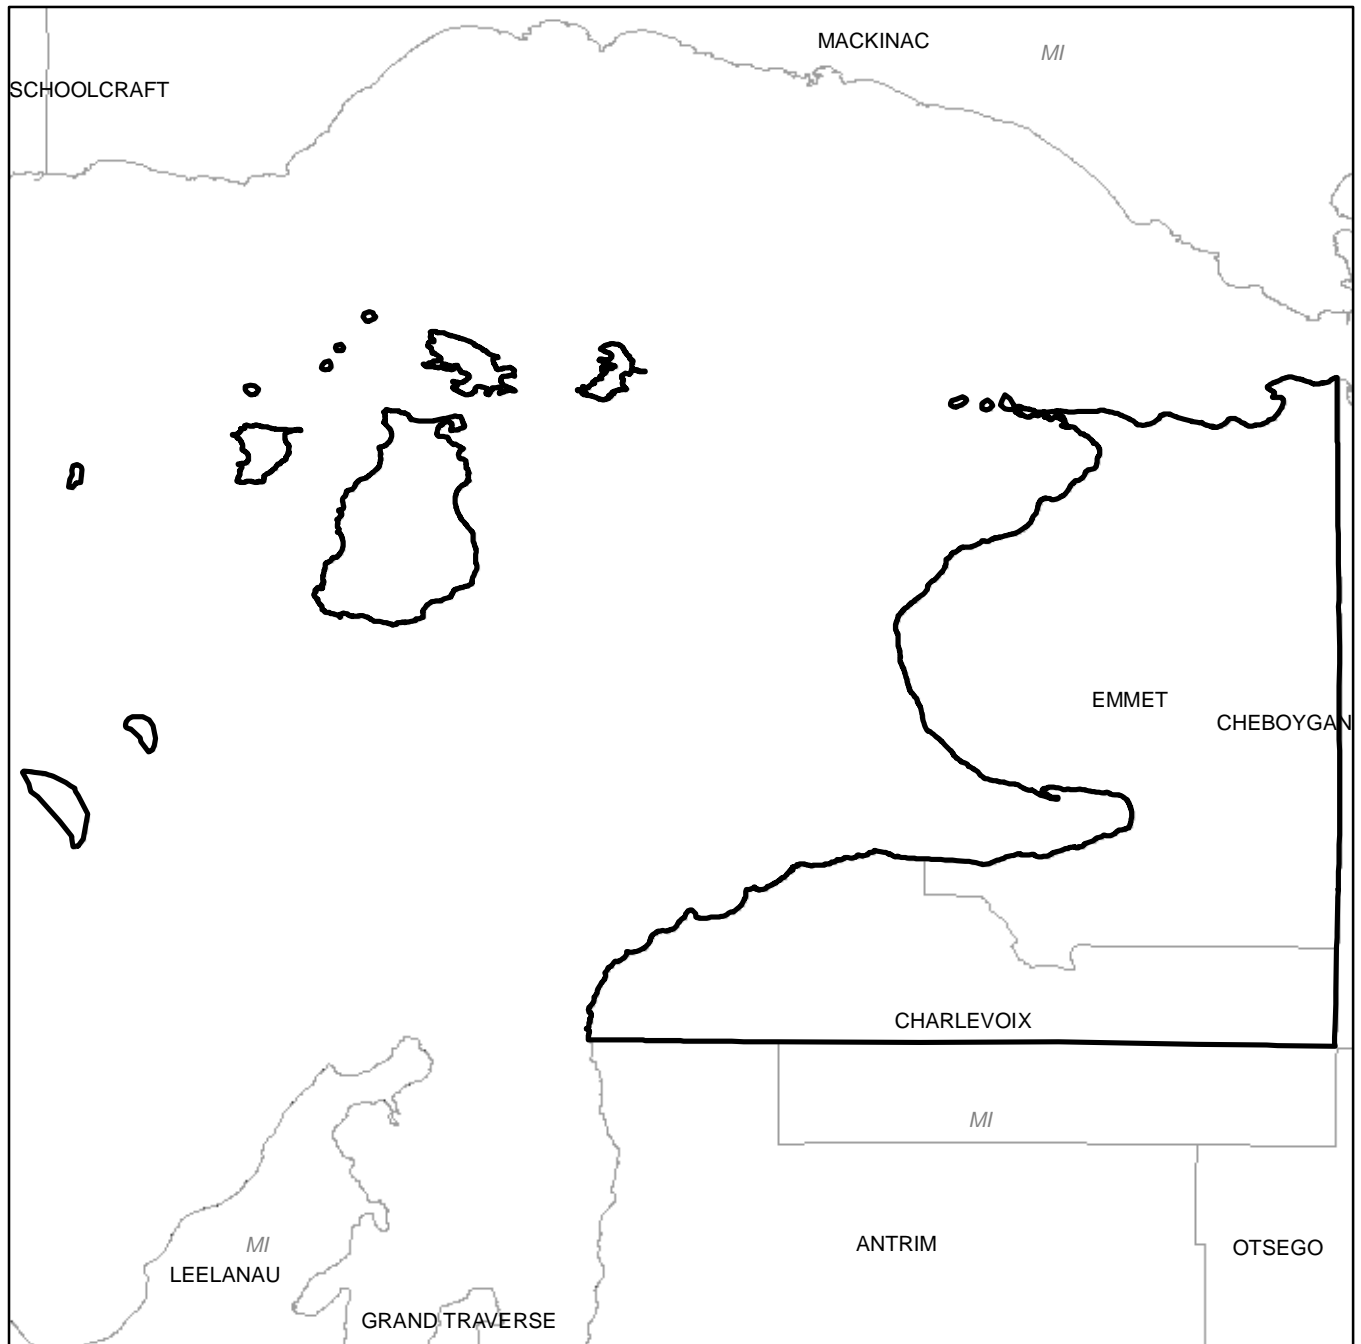 MACKINAC
MI
SCHOOLCRAFT
EMMET
CHEBOYGAN
CHARLEVOIX
MI
ANTRIM
MI
OTSEGO
LEELANAU
GRAND TRAVERSE